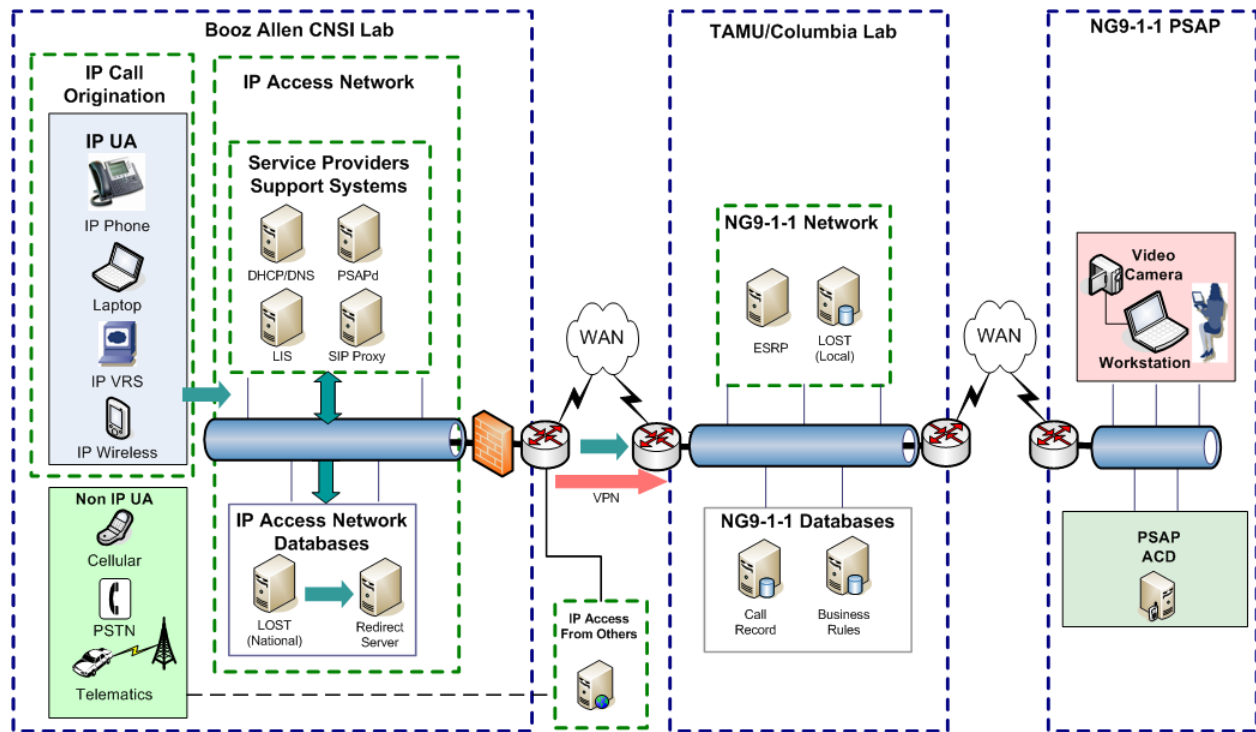 Booz Allen CNSI Lab
IP Call
Origination
IP UA
IP Phone
Laptop
IP VRS
IP Wireless
Non IP UA
Cellular
PSTN
Telematics
IP Access Network
Service Providers
Support Systems
DHCP/DNS
PSAPd
LIS
SIP Proxy
IP Access Network
Databases
LOST
(National)
Redirect
Server
WAN
VPN
IP Access
From Others
TAMU/Columbia Lab
NG9-1-1 Network
ESRP
LOST
(Local)
NG9-1-1 Databases
Call
Record
Business
Rules
WAN
NG9-1-1 PSAP
Video
Camera
Workstation
PSAP
ACD